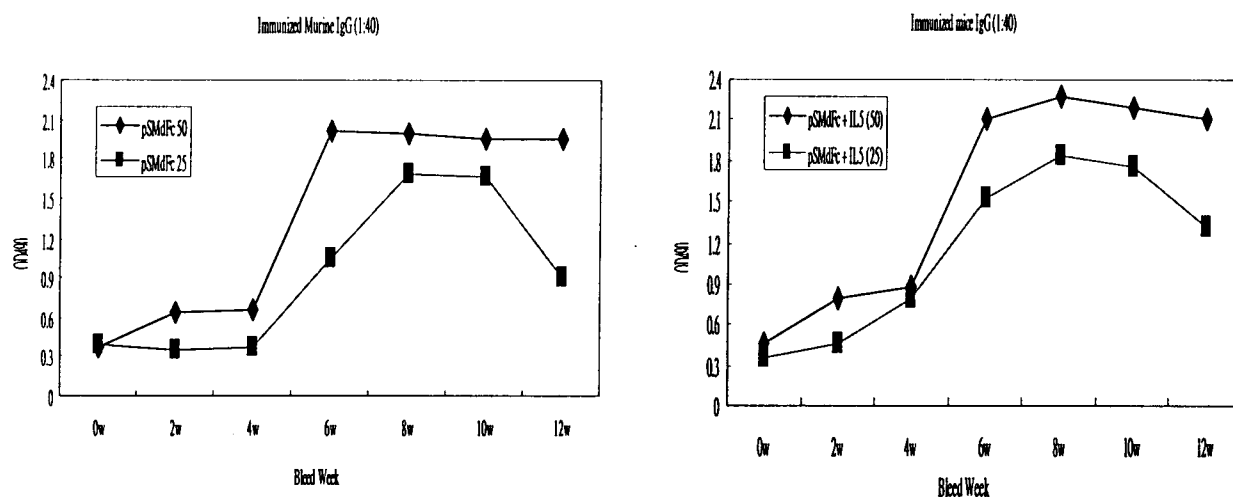 Immunized Murine IgG (1:40)
2.4
2.1
1.8
1.5
1.2
0.9
0.6
0.3
0
OD490
pSMdFc 50
pSMdFc 25
0w 2w 4w 6w 8w 10w 12w
Bleed Week
Immunized mice IgG (1:40)
2.4
2.1
1.8
1.5
1.2
0.9
0.6
0.3
0
OD490
pSMdFc + IL5 (50)
pSMdFc + IL5 (25)
0w 2w 4w 6w 8w 10w 12w
Bleed Week